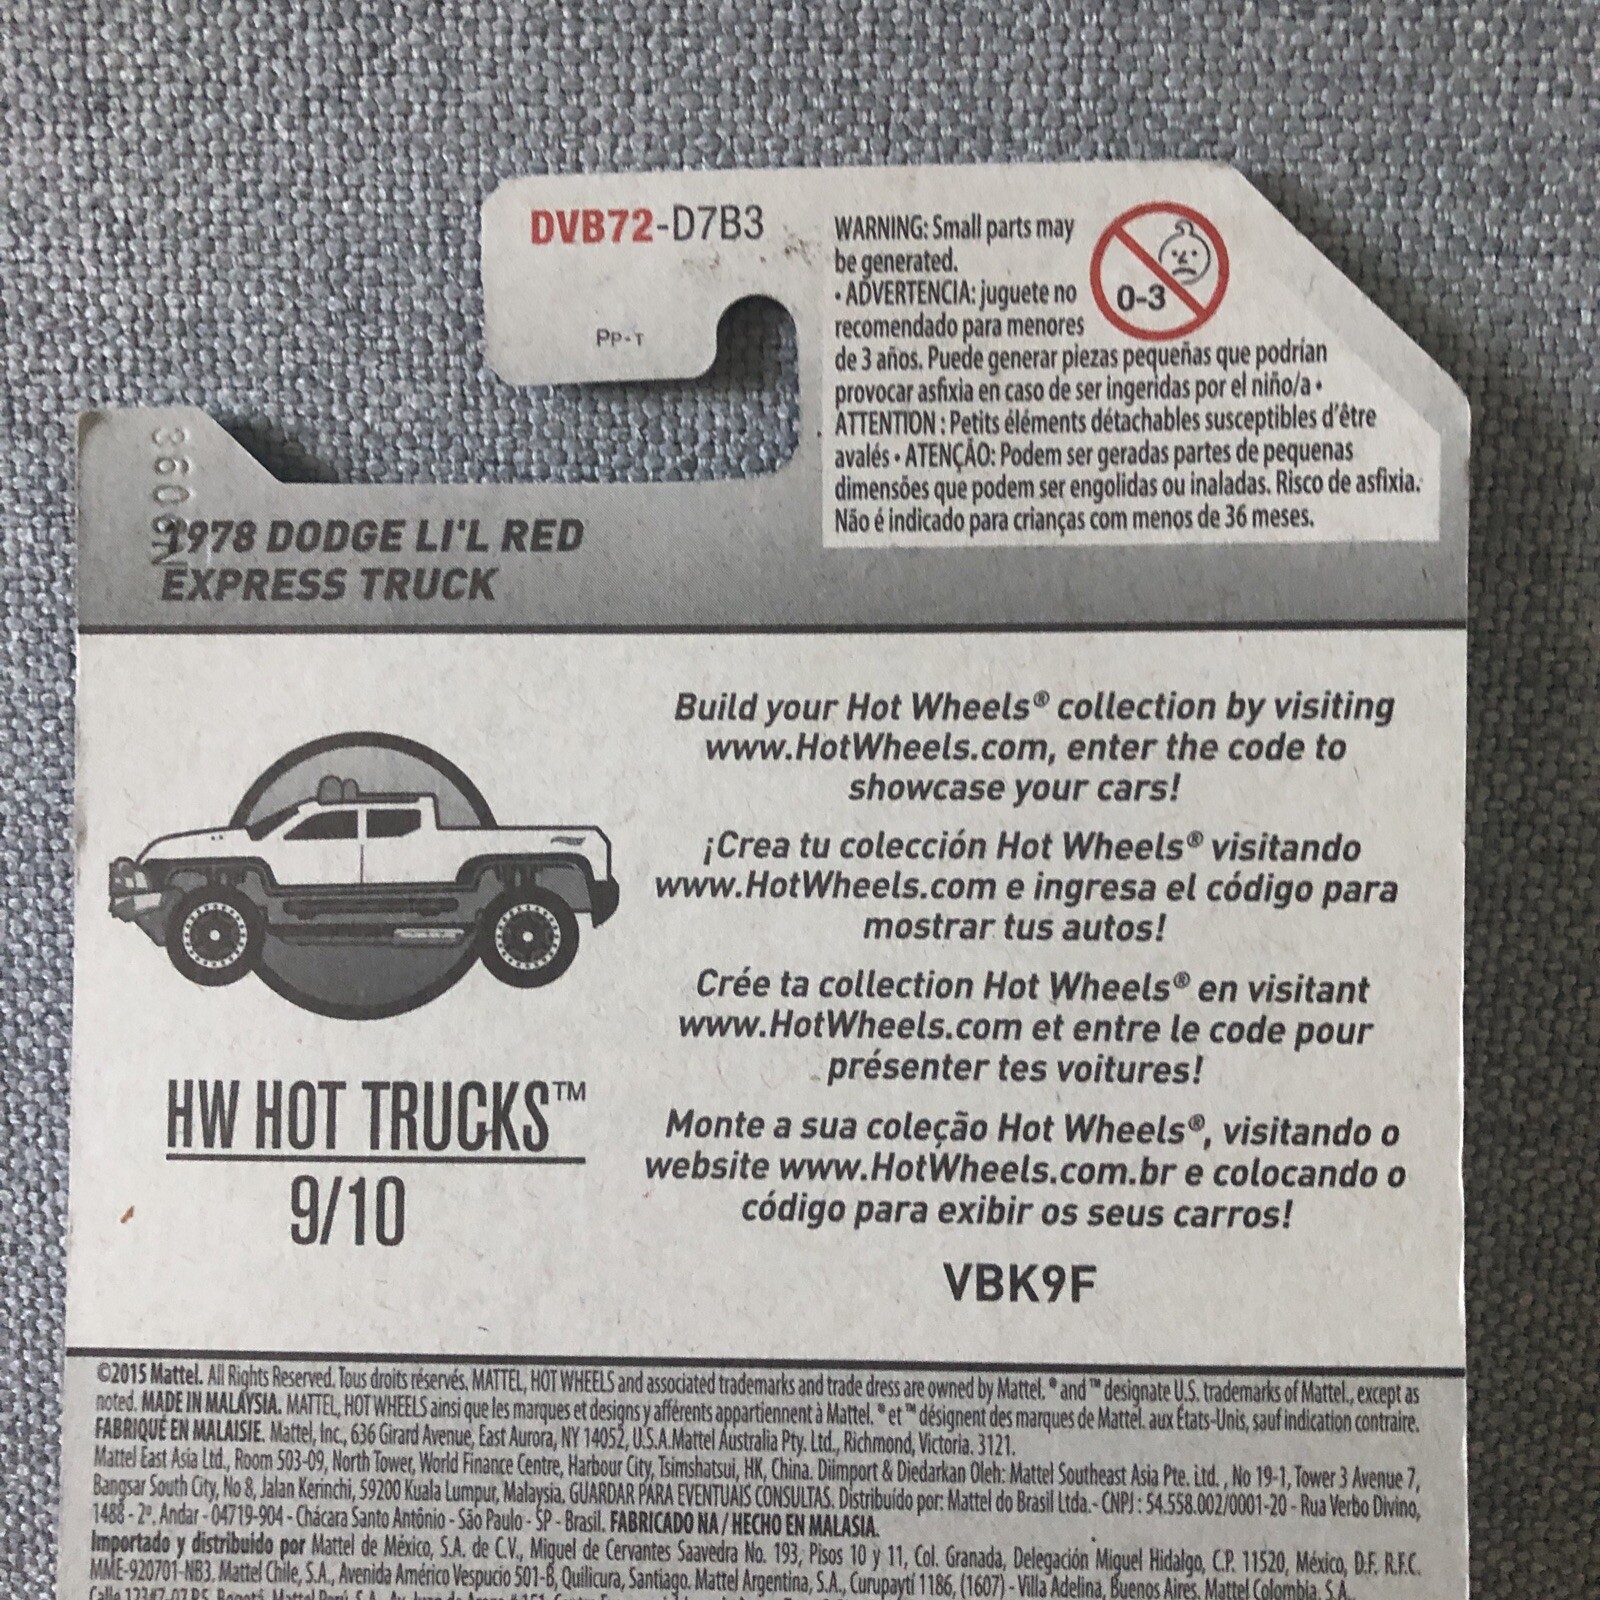 DVB72-D7B3
PP-T
WARNING: Small parts may
be generated.
• ADVERTENCIA: juguete no
recomendado para menores
de 3 años. Puede generar piezas pequeñas que podrían
provocar asfixia en caso de ser ingeridas por el niño/a •
ATTENTION : Petits éléments détachables susceptibles d'être
avalés • ATENÇÃO: Podem ser geradas partes de pequenas
dimensões que podem ser engolidas ou inaladas. Risco de asfixia.
Não é indicado para crianças com menos de 36 meses.
0-3
1978 DODGE LI'L RED
EXPRESS TRUCK
Build your Hot Wheels® collection by visiting
www.HotWheels.com, enter the code to
showcase your cars!
¡Crea tu colección Hot Wheels® visitando
www.HotWheels.com e ingresa el código para
mostrar tus autos!
Crée ta collection Hot Wheels® en visitant
www.HotWheels.com et entre le code pour
présenter tes voitures!
Monte a sua coleção Hot Wheels®, visitando o
website www.HotWheels.com.br e colocando o
código para exibir os seus carros!
VBK9F
HW HOT TRUCKS™
9/10
©2015 Mattel. All Rights Reserved. Tous droits réservés. MATTEL, HOT WHEELS and associated trademarks and trade dress are owned by Mattel. ® and ™ designate U.S. trademarks of Mattel., except as
noted. MADE IN MALAYSIA. MATTEL, HOT WHEELS ainsi que les marques et designs y afférents appartiennent à Mattel. ® et ™ désignent des marques de Mattel. aux États-Unis, sauf indication contraire.
FABRIQUÉ EN MALAISIE. Mattel, Inc., 636 Girard Avenue, East Aurora, NY 14052, U.S.A.Mattel Australia Pty. Ltd., Richmond, Victoria. 3121.
Mattel East Asia Ltd., Room 503-09, North Tower, World Finance Centre, Harbour City, Tsimshatsui, HK, China. Diimport & Diedarkan Oleh: Mattel Southeast Asia Pte. Ltd. , No 19-1, Tower 3 Avenue 7,
Bangsar South City, No 8, Jalan Kerinchi, 59200 Kuala Lumpur, Malaysia. GUARDAR PARA EVENTUAIS CONSULTAS. Distribuído por: Mattel do Brasil Ltda.- CNPJ : 54.558.002/0001-20 - Rua Verbo Divino,
1488 - 2º. Andar - 04719-904 - Chácara Santo Antônio - São Paulo - SP - Brasil. FABRICADO NA / HECHO EN MALASIA.
Importado y distribuido por Mattel de México, S.A. de C.V., Miguel de Cervantes Saavedra No. 193, Pisos 10 y 11, Col. Granada, Delegación Miguel Hidalgo, C.P. 11520, México, D.F. R.F.C.
MME-920701-NB3. Mattel Chile, S.A., Avenida Américo Vespucio 501-B, Quilicura, Santiago. Mattel Argentina, S.A., Curupaytí 1186, (1607) - Villa Adelina, Buenos Aires. Mattel Colombia, S.A.,